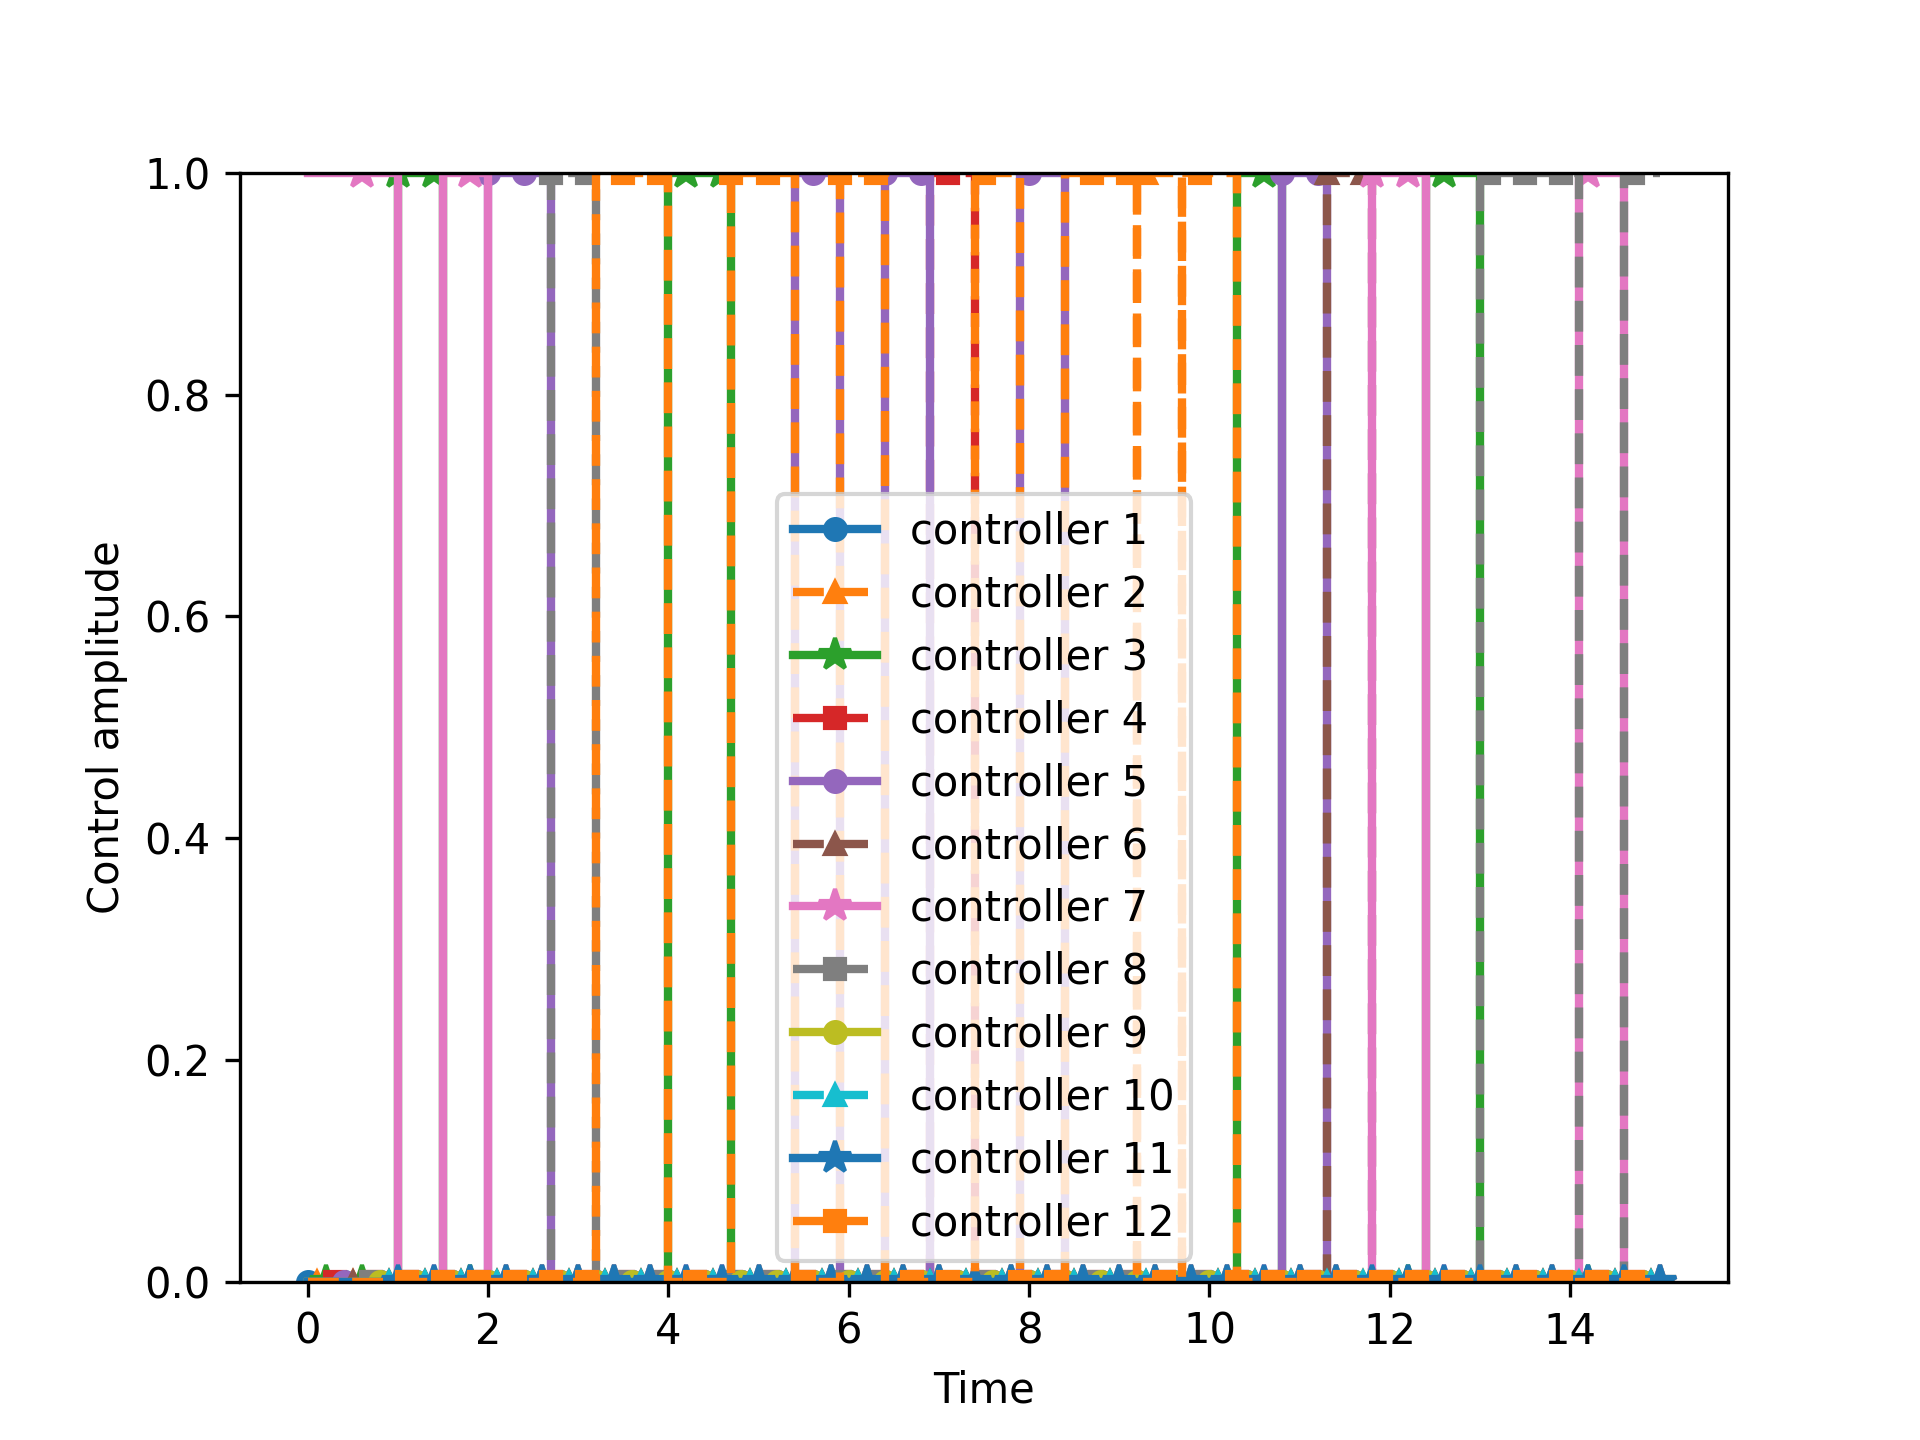 1.0
0.8
0.6
0.4
0.2
0.0
Control amplitude
controller 1
controller 2
controller 3
controller 4
controller 5
controller 6
controller 7
controller 8
controller 9
controller 10
controller 11
controller 12
0 2 4 6 8 10 12 14
Time